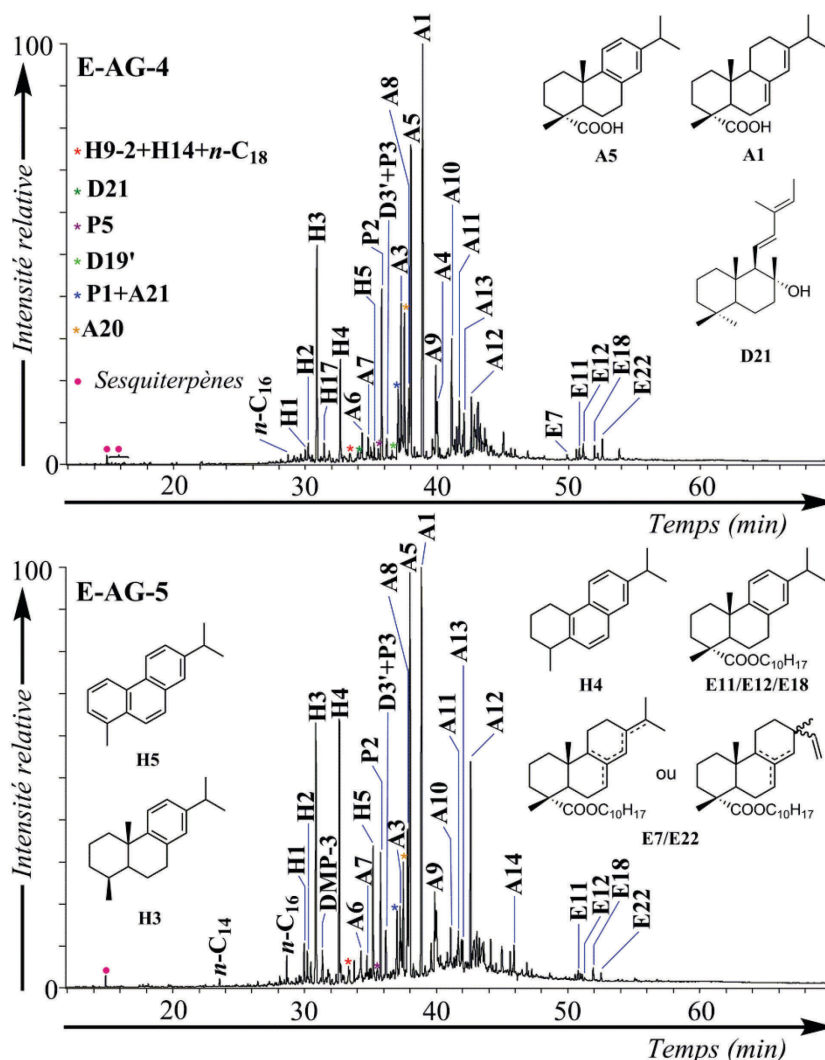 100
E-AG-4
Intensité relative
* H9-2+H14+n-C18
* D21
* P5
* D19'
* P1+A21
* A20
• Sesquiterpènes
n-C16
H1
H2
H3
H17
H4
A6
A7
H5
P2
D3'+P3
A3
A8
A5
A1
A9
A4
A10
A11
A13
A12
E7
E11
E12
E18
E22
COOH
A5
COOH
A1
OH
D21
0
20
30
40
50
60
Temps (min)
100
E-AG-5
Intensité relative
H5
H3
n-C14
n-C16
H1
H2
H3
DMP-3
H4
A6
A7
H5
P2
D3'+P3
A3
A8
A5
A1
A9
A10
A11
A13
A12
A14
E11
E12
E18
E22
H4
COOC10H17
E11/E12/E18
COOC10H17
ou
COOC10H17
E7/E22
0
20
30
40
50
60
Temps (min)